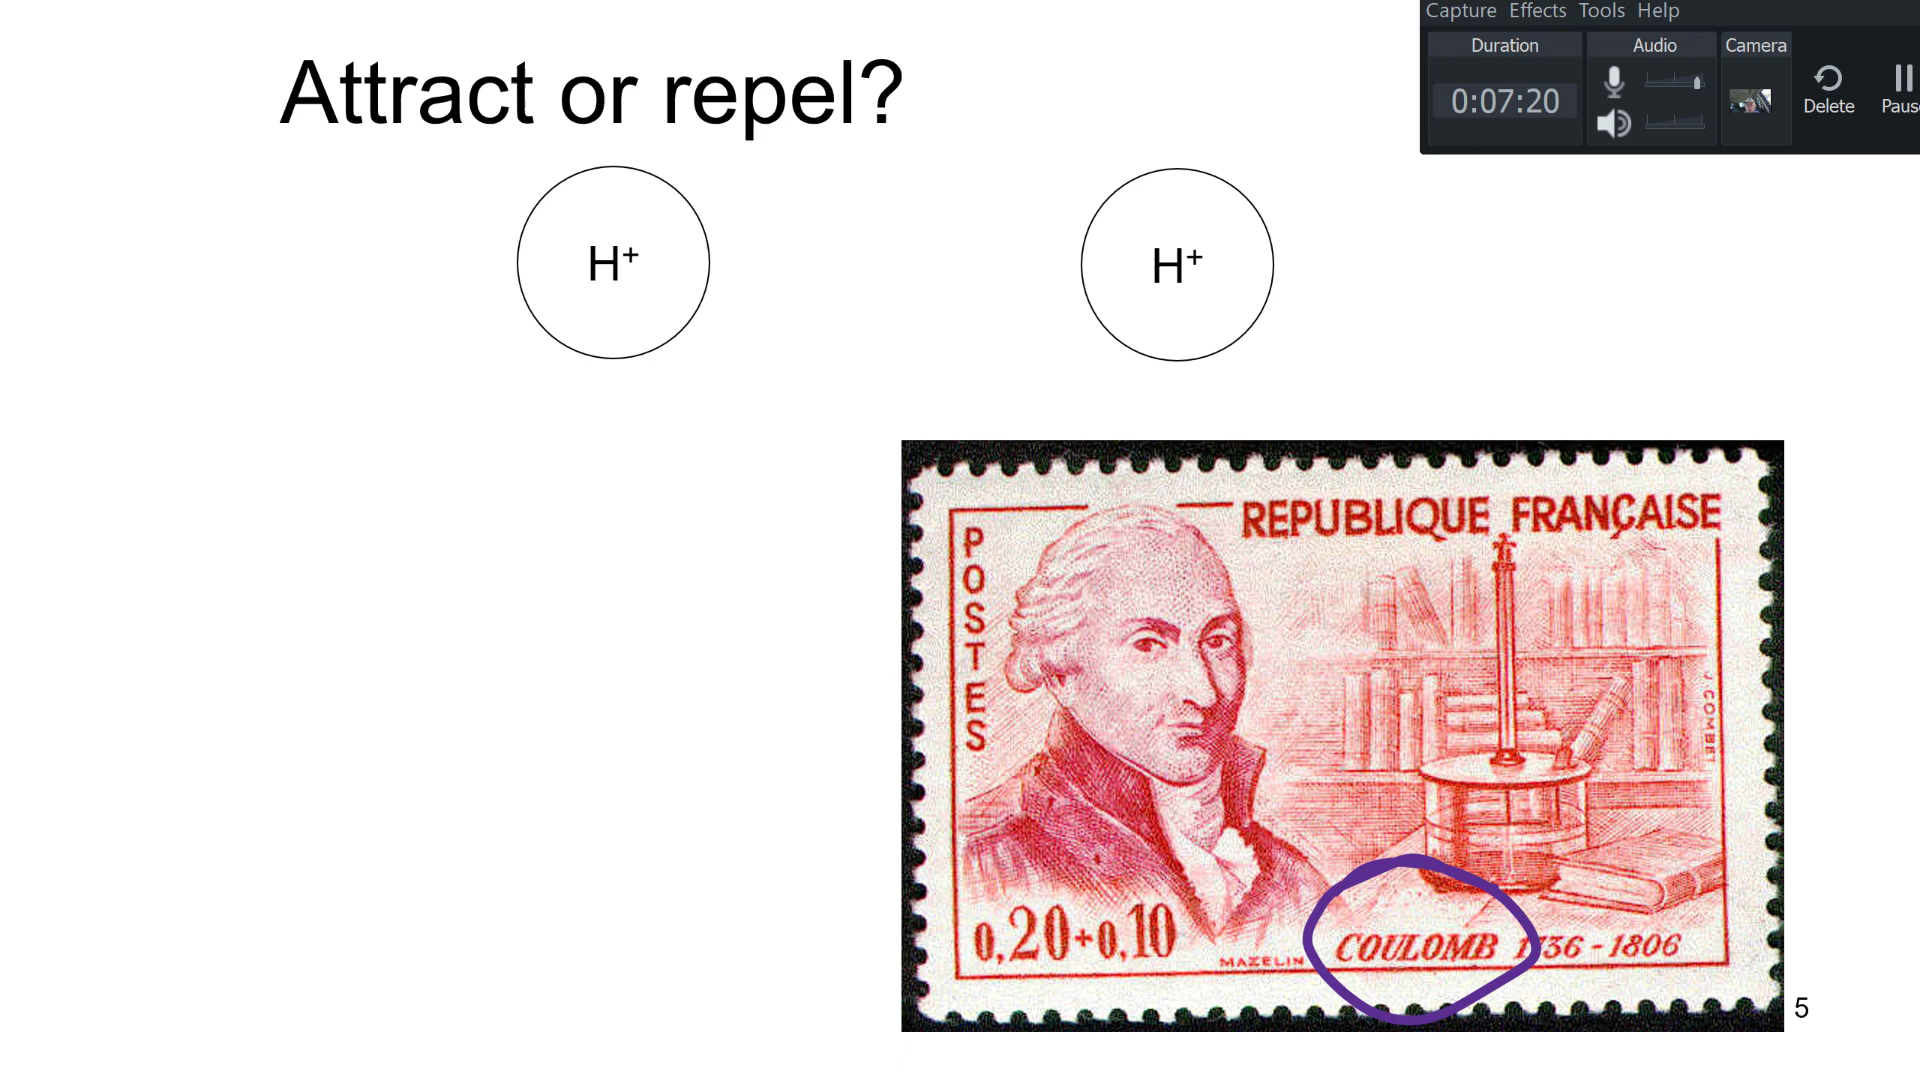 Capture Effects Tools Help
Duration Audio Camera
0:07:20
Delete
Paus
Attract or repel?
H⁺
H⁺
POSTES
REPUBLIQUE FRANÇAISE
J. COMBET
0,20+0,10
MAZELIN
COULOMB 1736-1806
5